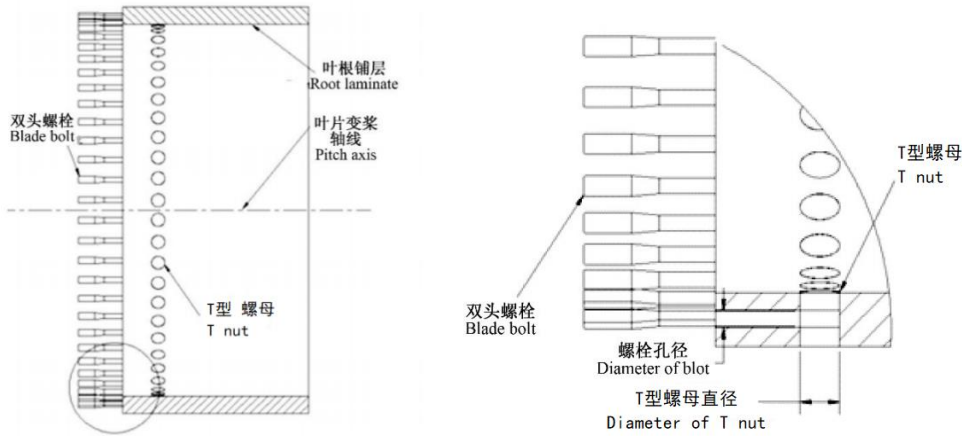 叶根铺层
Root laminate
叶片变桨
轴线
Pitch axis
双头螺栓
Blade bolt
T型 螺母
T nut
T型螺母
T nut
双头螺栓
Blade bolt
螺栓孔径
Diameter of blot
T型螺母直径
Diameter of T nut